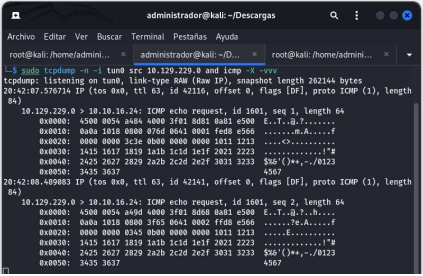 administrador@kali: ~/Descargas
Archivo Editar Ver Buscar Terminal Pestañas Ayuda
root@kali: /home/admini… × administrador@kali: ~/D… × root@kali: /home/admini… ×
$ sudo tcpdump -n -i tun0 src 10.129.229.0 and icmp -X -vvv
tcpdump: listening on tun0, link-type RAW (Raw IP), snapshot length 262144 bytes
20:42:07.576714 IP (tos 0x0, ttl 63, id 42116, offset 0, flags [DF], proto ICMP (1), length
84)
10.129.229.0 > 10.10.16.24: ICMP echo request, id 1601, seq 1, length 64
0x0000: 4500 0054 a484 4000 3f01 8d81 0a81 e500 E..T..@.?.......
0x0010: 0a0a 1018 0800 076d 0641 0001 fed8 e566 .......m.A.....f
0x0020: 0000 0000 3c3e 0b00 0000 0000 1011 1213 ....<>..........
0x0030: 1415 1617 1819 1a1b 1c1d 1e1f 2021 2223 .............!"#
0x0040: 2425 2627 2829 2a2b 2c2d 2e2f 3031 3233 $%&'()*+,-./0123
0x0050: 3435 3637 4567
20:42:08.489083 IP (tos 0x0, ttl 63, id 42141, offset 0, flags [DF], proto ICMP (1), length
84)
10.129.229.0 > 10.10.16.24: ICMP echo request, id 1601, seq 2, length 64
0x0000: 4500 0054 a49d 4000 3f01 8d68 0a81 e500 E..T..@.?..h....
0x0010: 0a0a 1018 0800 3f65 0641 0002 ffd8 e566 ......?e.A.....f
0x0020: 0000 0000 0345 0b00 0000 0000 1011 1213 .....E..........
0x0030: 1415 1617 1819 1a1b 1c1d 1e1f 2021 2223 .............!"#
0x0040: 2425 2627 2829 2a2b 2c2d 2e2f 3031 3233 $%&'()*+,-./0123
0x0050: 3435 3637 4567